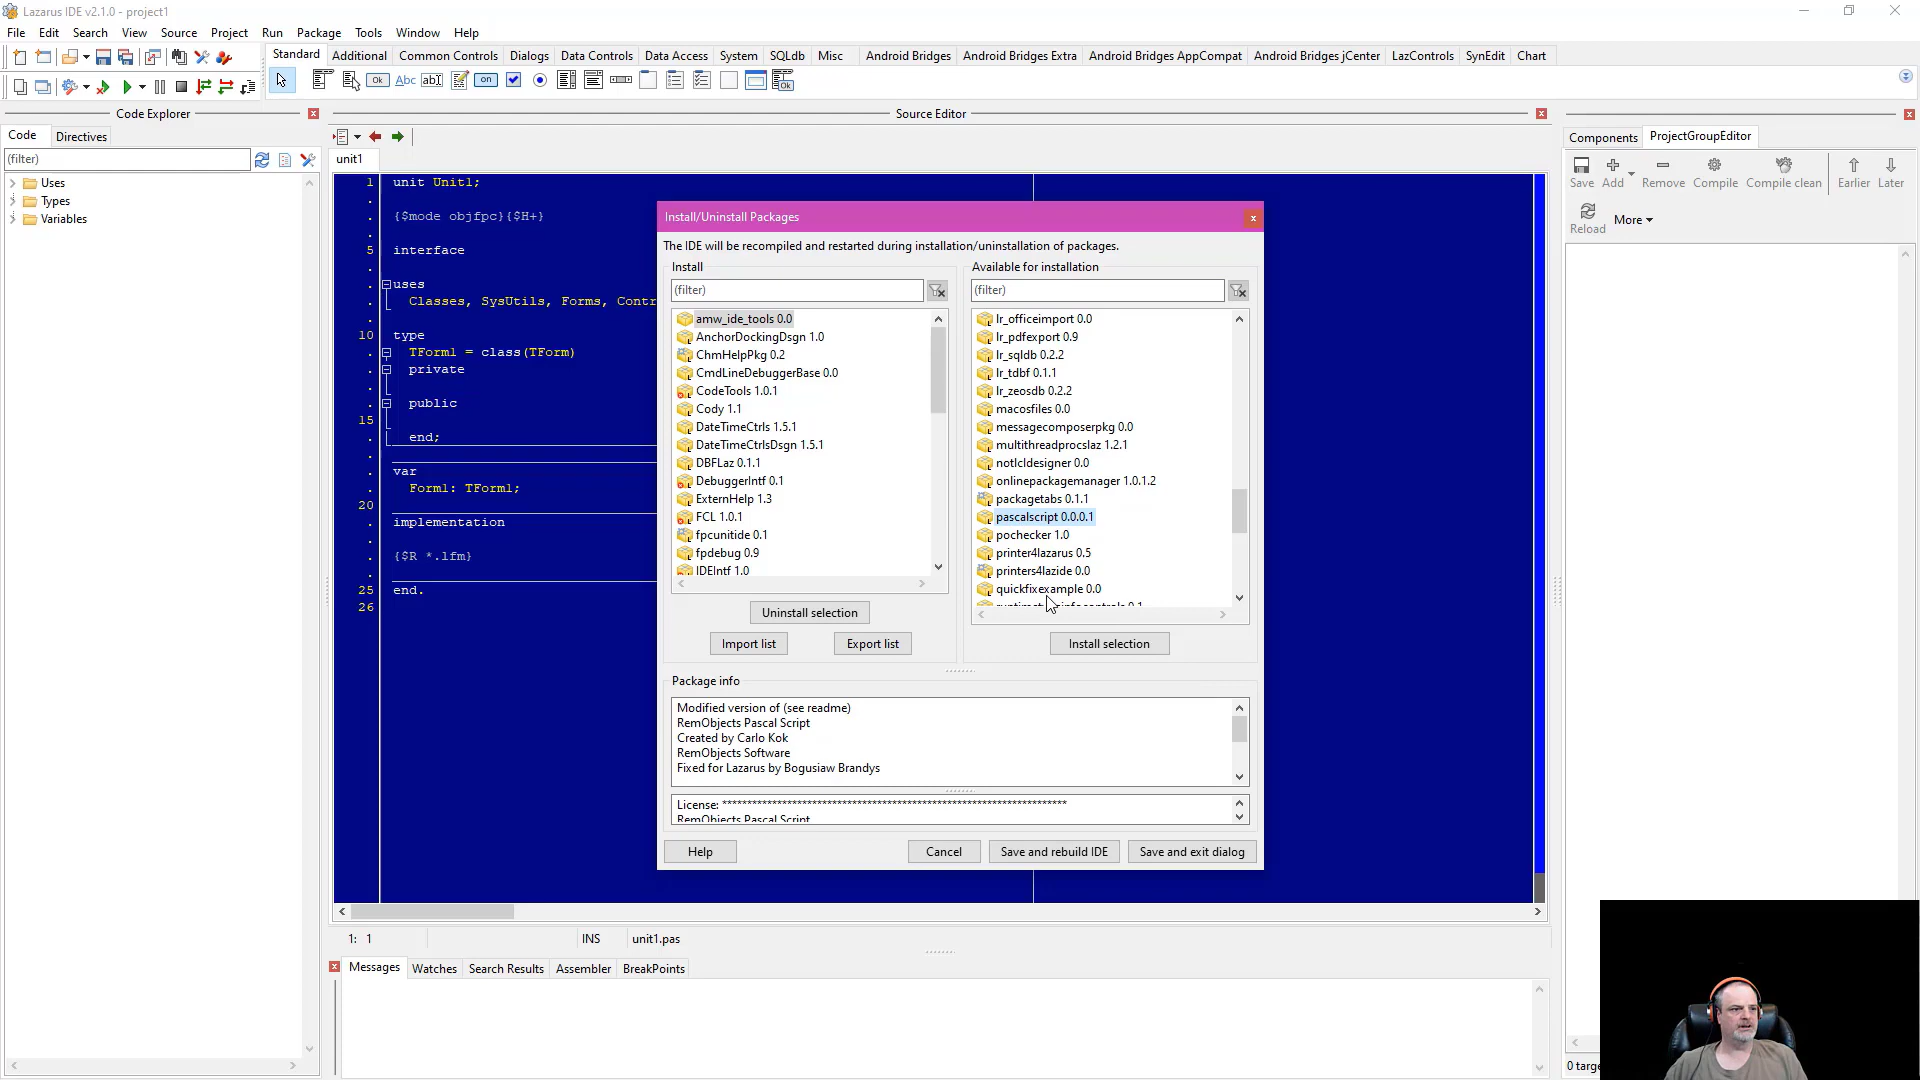 Lazarus IDE v2.1.0 - project1
File Edit Search View Source Project Run Package Tools Window Help
Standard Additional Common Controls Dialogs Data Controls Data Access System SQLdb Misc Android Bridges Android Bridges Extra Android Bridges AppCompat Android Bridges jCenter LazControls SynEdit Chart
Ok Abc abI on Ok
Code Explorer
Code Directives
(filter)
Uses
Types
Variables
Source Editor
unit1
1 unit Unit1;
{$mode objfpc}{$H+}
5 interface
uses
Classes, SysUtils, Forms, Contr
10 type
TForm1 = class(TForm)
private
public
15
end;
var
Form1: TForm1;
20
implementation
{$R *.lfm}
25 end.
26
1: 1 INS unit1.pas
Messages Watches Search Results Assembler BreakPoints
Install/Uninstall Packages
The IDE will be recompiled and restarted during installation/uninstallation of packages.
Install
(filter)
amw_ide_tools 0.0
AnchorDockingDsgn 1.0
ChmHelpPkg 0.2
CmdLineDebuggerBase 0.0
CodeTools 1.0.1
Cody 1.1
DateTimeCtrls 1.5.1
DateTimeCtrlsDsgn 1.5.1
DBFLaz 0.1.1
DebuggerIntf 0.1
ExternHelp 1.3
FCL 1.0.1
fpcunitide 0.1
fpdebug 0.9
IDEIntf 1.0
Uninstall selection
Import list Export list
Available for installation
(filter)
lr_officeimport 0.0
lr_pdfexport 0.9
lr_sqldb 0.2.2
lr_tdbf 0.1.1
lr_zeosdb 0.2.2
macosfiles 0.0
messagecomposerpkg 0.0
multithreadprocslaz 1.2.1
notlcldesigner 0.0
onlinepackagemanager 1.0.1.2
packagetabs 0.1.1
pascalscript 0.0.0.1
pochecker 1.0
printer4lazarus 0.5
printers4lazide 0.0
quickfixexample 0.0
Install selection
Package info
Modified version of (see readme)
RemObjects Pascal Script
Created by Carlo Kok
RemObjects Software
Fixed for Lazarus by Bogusiaw Brandys
License: *********************************************************************
RemObjects Pascal Script
Help Cancel Save and rebuild IDE Save and exit dialog
Components ProjectGroupEditor
Save Add Remove Compile Compile clean Earlier Later
Reload More
0 targe